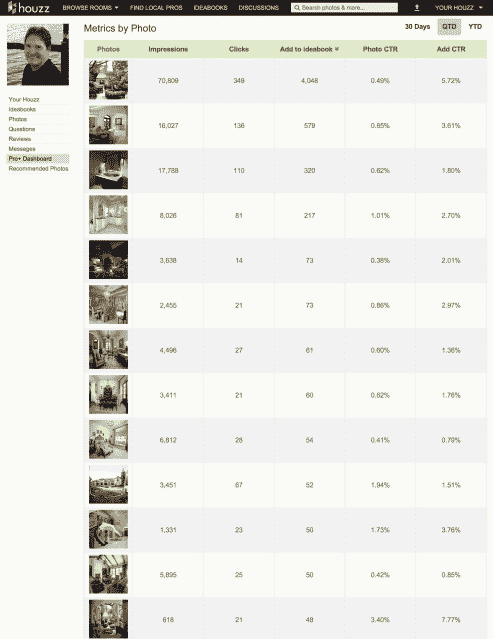 houzz BROWSE ROOMS FIND LOCAL PROS IDEABOOKS DISCUSSIONS Search photos & more... YOUR HOUZZ
Metrics by Photo 30 Days QTD YTD
Photos Impressions Clicks Add to ideabook Photo CTR Add CTR
70,809 349 4,048 0.49% 5.72%
Your Houzz
Ideabooks
Photos
Questions
Reviews
Messages
Pro+ Dashboard
Recommended Photos
16,027 136 579 0.85% 3.61%
17,788 110 320 0.62% 1.80%
8,026 81 217 1.01% 2.70%
3,638 14 73 0.38% 2.01%
2,455 21 73 0.86% 2.97%
4,496 27 61 0.60% 1.36%
3,411 21 60 0.62% 1.76%
6,812 28 54 0.41% 0.79%
3,451 67 52 1.94% 1.51%
1,331 23 50 1.73% 3.76%
5,895 25 50 0.42% 0.85%
618 21 48 3.40% 7.77%